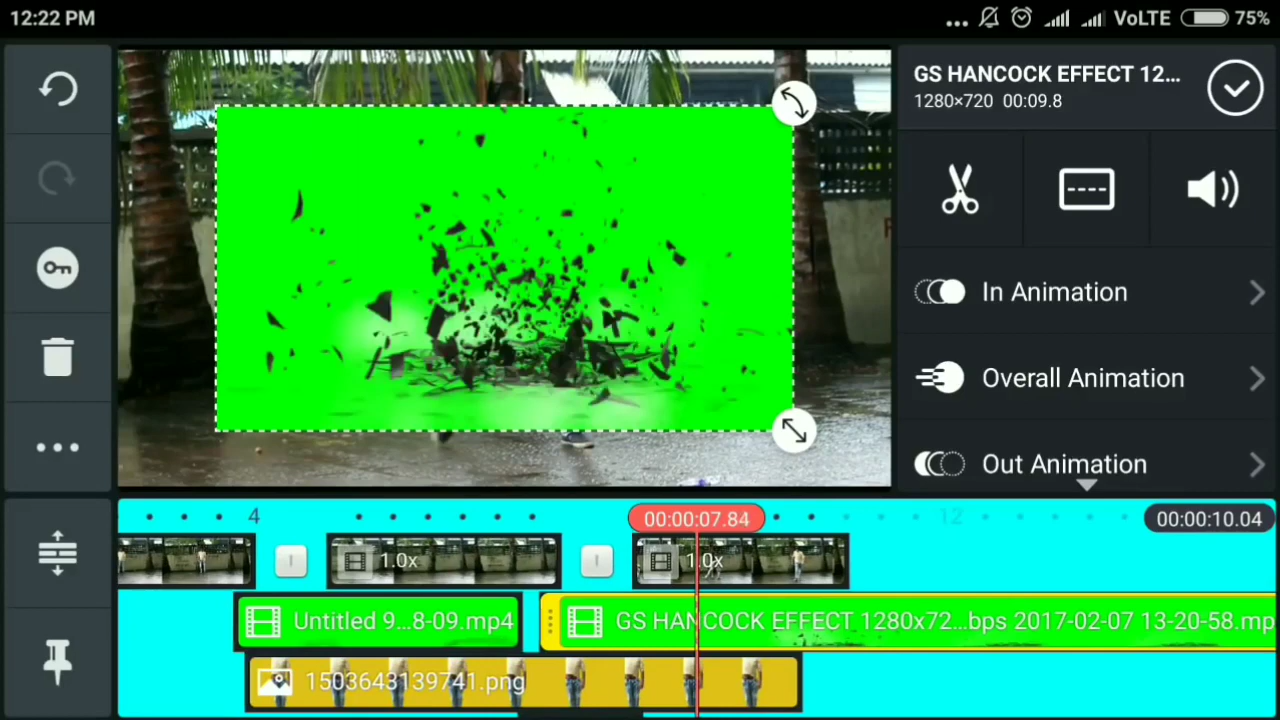 12:22 PM
VoLTE 75%
GS HANCOCK EFFECT 12...
1280×720 00:09.8
In Animation
Overall Animation
Out Animation
4
00:00:07.84
12
00:00:10.04
1.0x
1.0x
Untitled 9...8-09.mp4
GS HANCOCK EFFECT 1280x72...bps 2017-02-07 13-20-58.mp
1503643139741.png